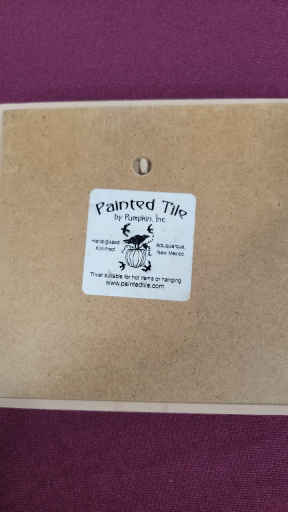 Painted Tile
by Pumpkin, Inc.
Hand-glazed
Kiln-fired
Albuquerque,
New Mexico
Trivet suitable for hot items or hanging
www.paintedtile.com